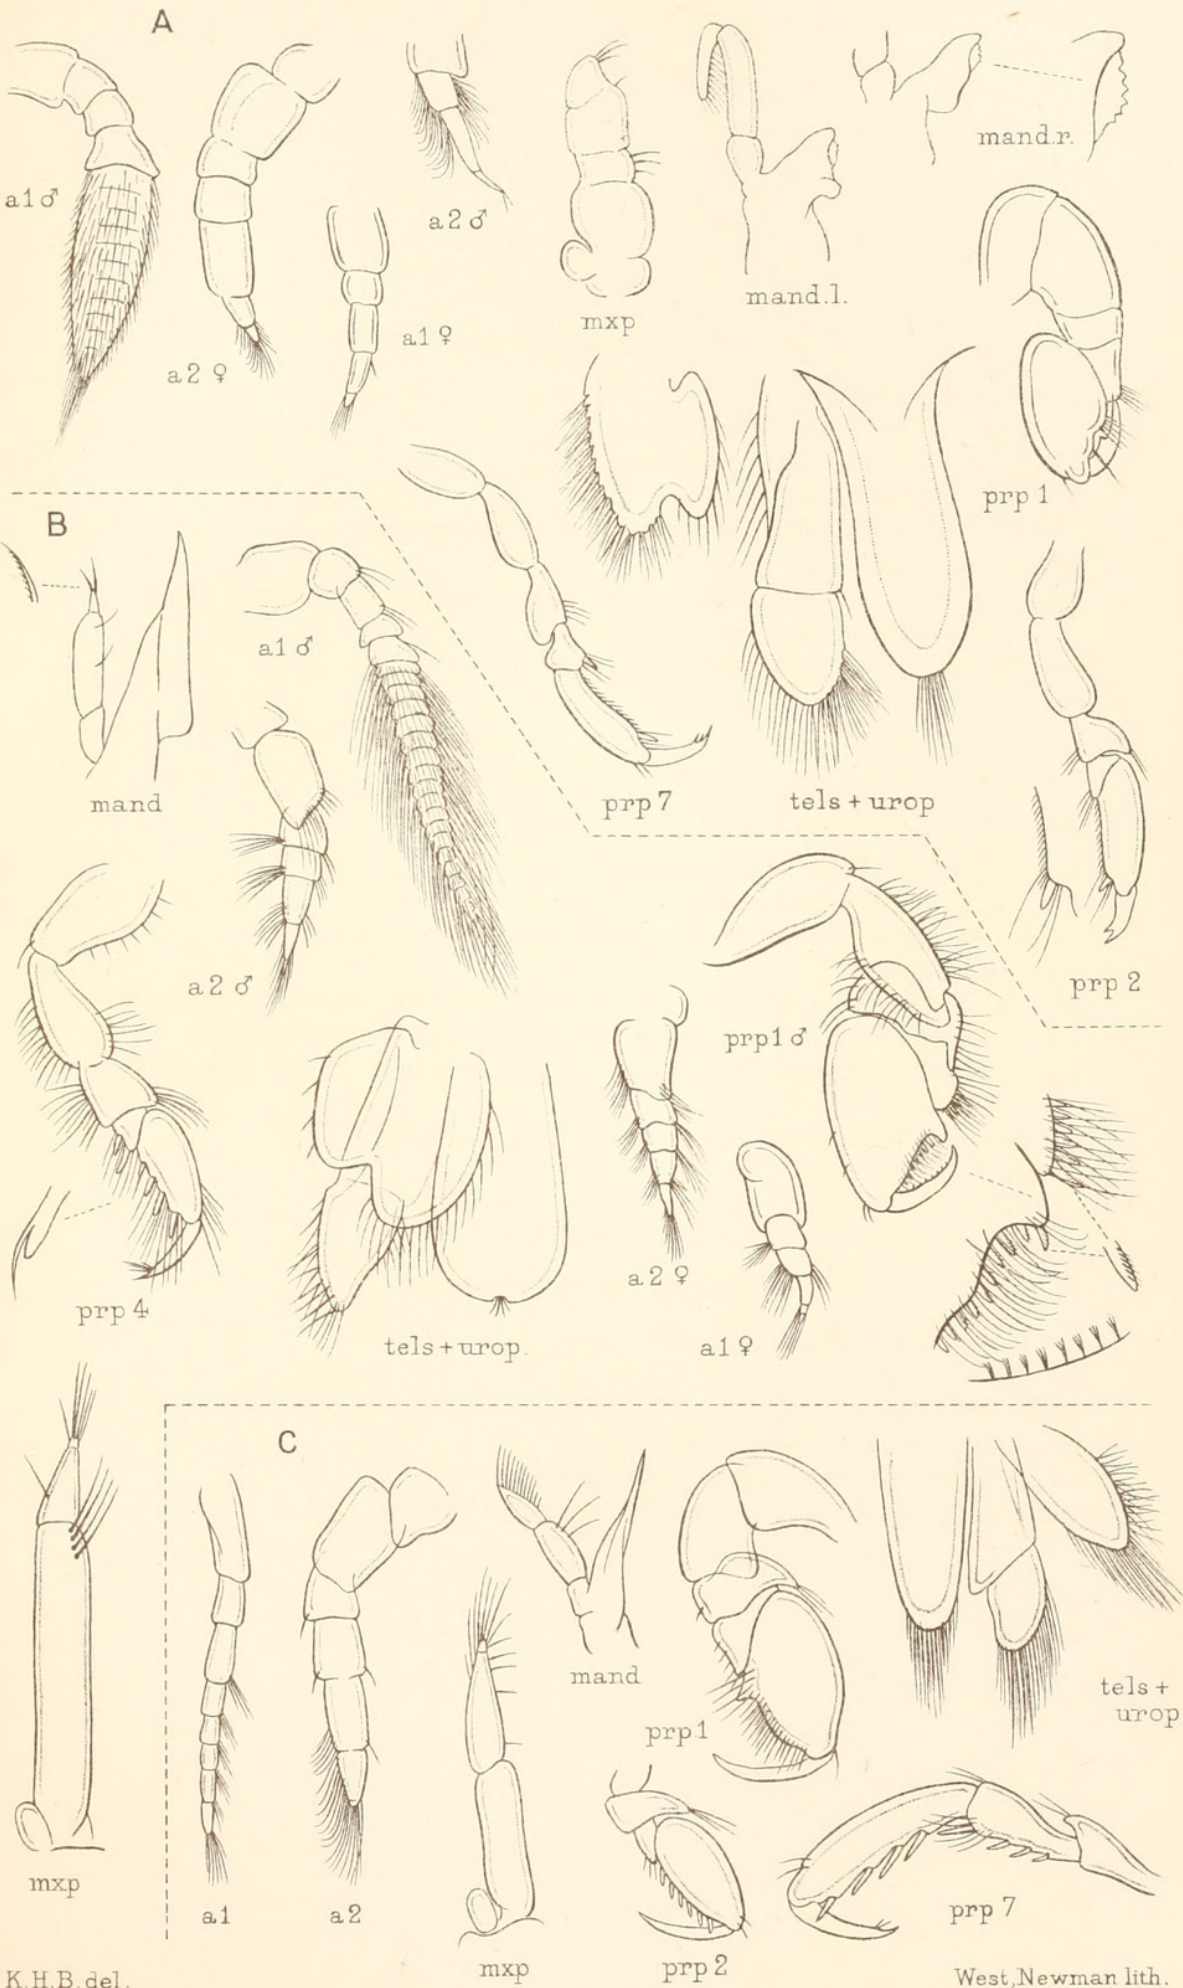 A
a1♂
a2♀
a2♂
a1♀
mxp
mand.l.
mand.r.
prp 1
prp 7
tels + urop
prp 2
B
mand
a1♂
a2♂
prp 4
tels + urop.
a2♀
a1♀
prp1♂
mxp
C
a1
a2
mxp
mand
prp 1
prp 2
tels +
urop
prp 7
K.H.B. del.
West, Newman lith.